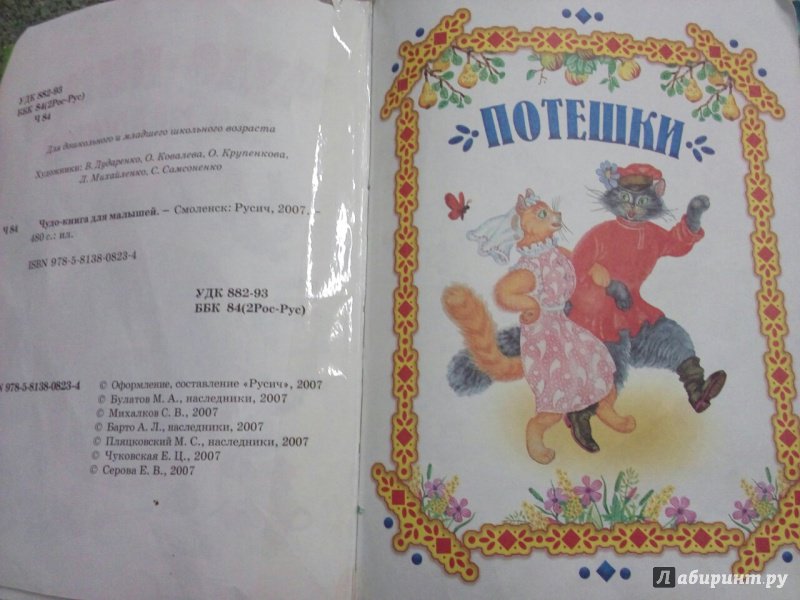 УДК 882-93
ББК 84(2Рос-Рус)
Ч 84
Для дошкольного и младшего школьного возраста
Художники: В. Дударенко, О. Ковалева, О. Крупенкова,
Л. Михайленко, С. Самсоненко
Чудо-книга для малышей. – Смоленск: Русич, 2007. –
Ч 84
480 с.: ил.
ISBN 978-5-8138-0823-4
УДК 882-93
ББК 84(2Рос-Рус)
N 978-5-8138-0823-4
© Оформление, составление «Русич», 2007
© Булатов М. А., наследники, 2007
© Михалков С. В., 2007
© Барто А. Л., наследники, 2007
© Пляцковский М. С., наследники, 2007
© Чуковская Е. Ц., 2007
© Серова Е. В., 2007
ПОТЕШКИ
Лабиринт.ру